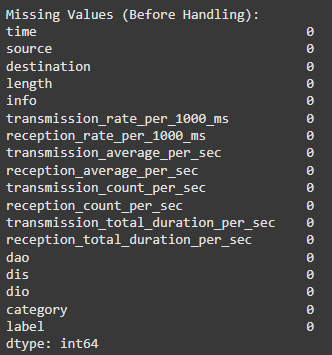 Missing Values (Before Handling):
time 0
source 0
destination 0
length 0
info 0
transmission_rate_per_1000_ms 0
reception_rate_per_1000_ms 0
transmission_average_per_sec 0
reception_average_per_sec 0
transmission_count_per_sec 0
reception_count_per_sec 0
transmission_total_duration_per_sec 0
reception_total_duration_per_sec 0
dao 0
dis 0
dio 0
category 0
label 0
dtype: int64